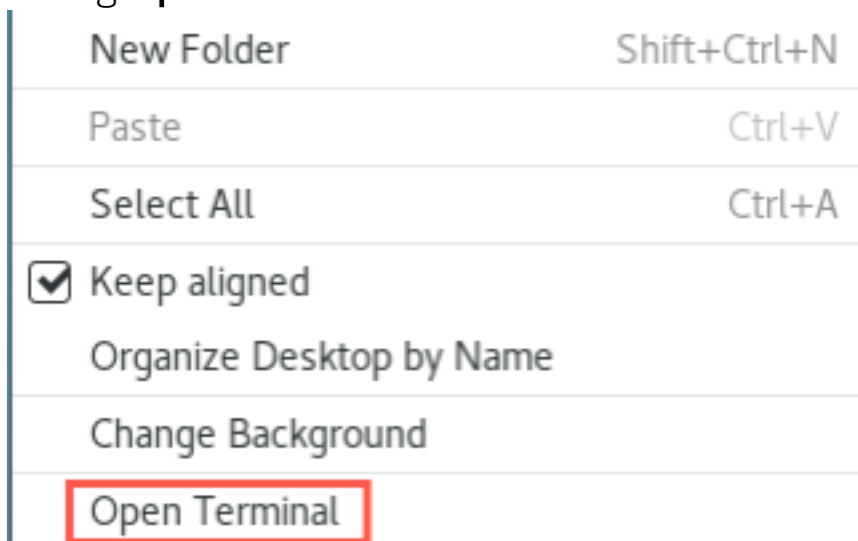 New Folder Shift+Ctrl+N
Paste Ctrl+V
Select All Ctrl+A
Keep aligned
Organize Desktop by Name
Change Background
Open Terminal